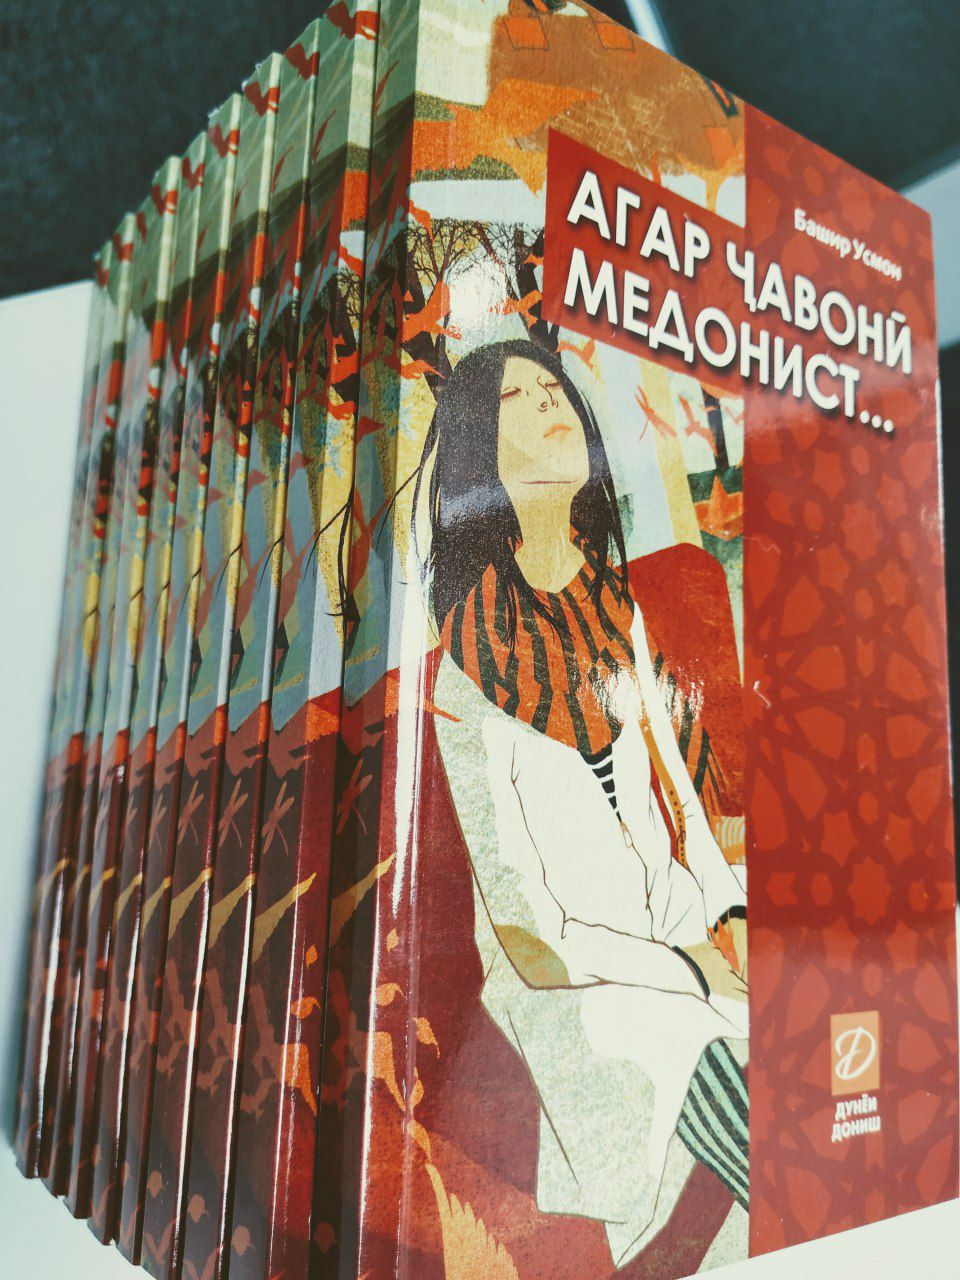 Башир Усмон
АГАР ҶАВОНӢ
МЕДОНИСТ...
ДУНЁИ
ДОНИШ